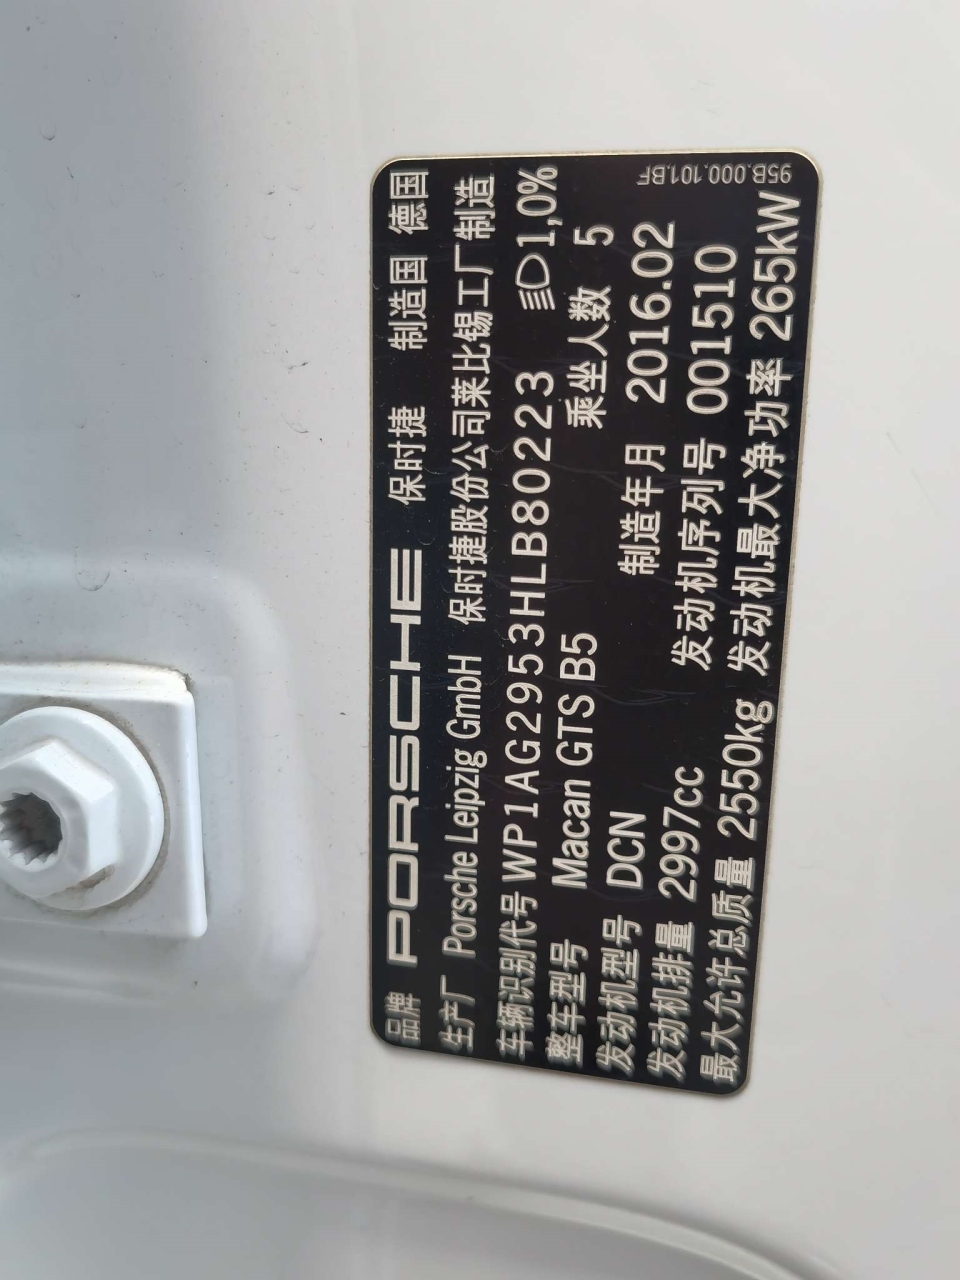 品牌 PORSCHE 保时捷 制造国 德国
生产厂 Porsche Leipzig GmbH 保时捷股份公司莱比锡工厂制造
车辆识别代号 WP1AG2953HLB80223 1,0%
整车型号 Macan GTS B5 乘坐人数 5
发动机型号 DCN 制造年月 2016.02
发动机排量 2997cc 发动机序列号 001510
最大允许总质量 2550kg 发动机最大净功率 265kW
95B.000.101.BF